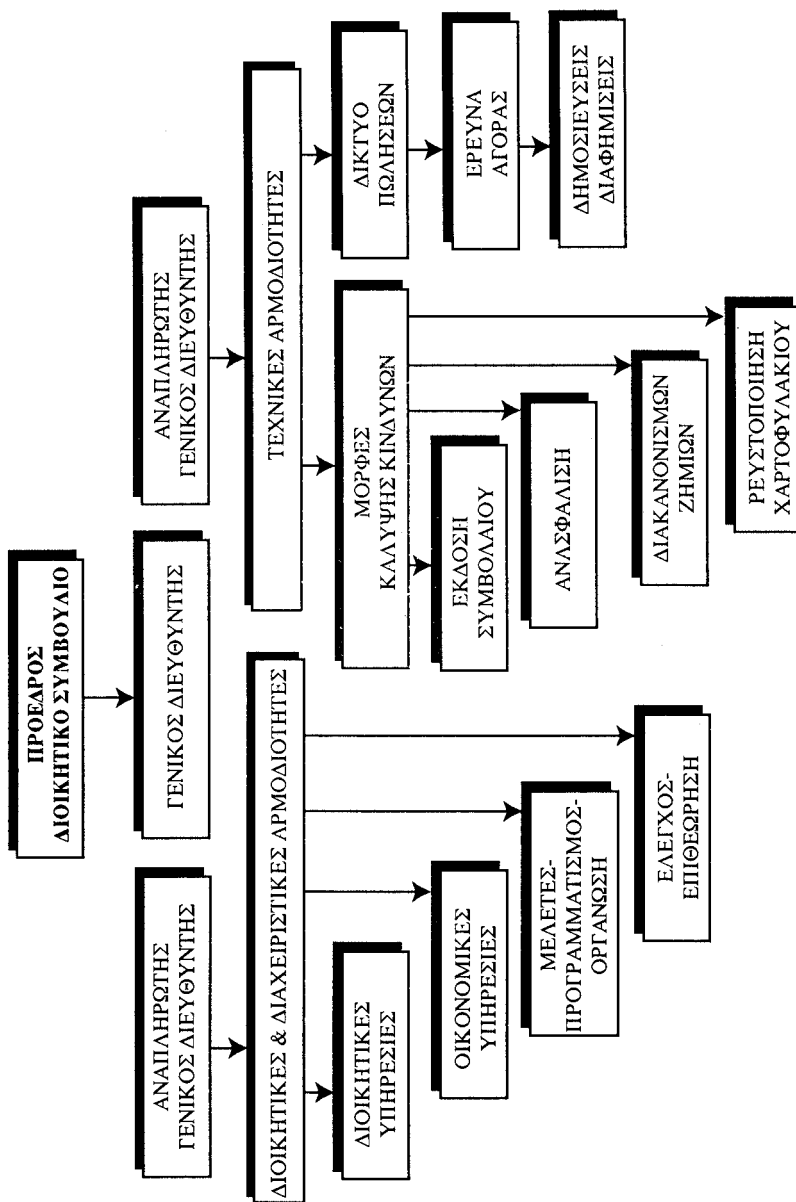 ΠΡΟΕΔΡΟΣ
ΔΙΟΙΚΗΤΙΚΟ ΣΥΜΒΟΥΛΙΟ
ΑΝΑΠΛΗΡΩΤΗΣ
ΓΕΝΙΚΟΣ ΔΙΕΥΘΥΝΤΗΣ
ΓΕΝΙΚΟΣ ΔΙΕΥΘΥΝΤΗΣ
ΑΝΑΠΛΗΡΩΤΗΣ
ΓΕΝΙΚΟΣ ΔΙΕΥΘΥΝΤΗΣ
ΔΙΟΙΚΗΤΙΚΕΣ & ΔΙΑΧΕΙΡΙΣΤΙΚΕΣ ΑΡΜΟΔΙΟΤΗΤΕΣ
ΤΕΧΝΙΚΕΣ ΑΡΜΟΔΙΟΤΗΤΕΣ
ΔΙΟΙΚΗΤΙΚΕΣ
ΥΠΗΡΕΣΙΕΣ
ΟΙΚΟΝΟΜΙΚΕΣ
ΥΠΗΡΕΣΙΕΣ
ΜΕΛΕΤΕΣ-
ΠΡΟΓΡΑΜΜΑΤΙΣΜΟΣ-
ΟΡΓΑΝΩΣΗ
ΕΛΕΓΧΟΣ-
ΕΠΙΘΕΩΡΗΣΗ
ΜΟΡΦΕΣ
ΚΑΛΥΨΗΣ ΚΙΝΔΥΝΩΝ
ΕΚΔΟΣΗ
ΣΥΜΒΟΛΑΙΟΥ
ΑΝΑΣΦΑΛΙΣΗ
ΔΙΑΚΑΝΟΝΙΣΜΩΝ
ΖΗΜΙΩΝ
ΡΕΥΣΤΟΠΟΙΗΣΗ
ΧΑΡΤΟΦΥΛΑΚΙΟΥ
ΔΙΚΤΥΟ
ΠΩΛΗΣΕΩΝ
ΕΡΕΥΝΑ
ΑΓΟΡΑΣ
ΔΗΜΟΣΙΕΥΣΕΙΣ
ΔΙΑΦΗΜΙΣΕΙΣ